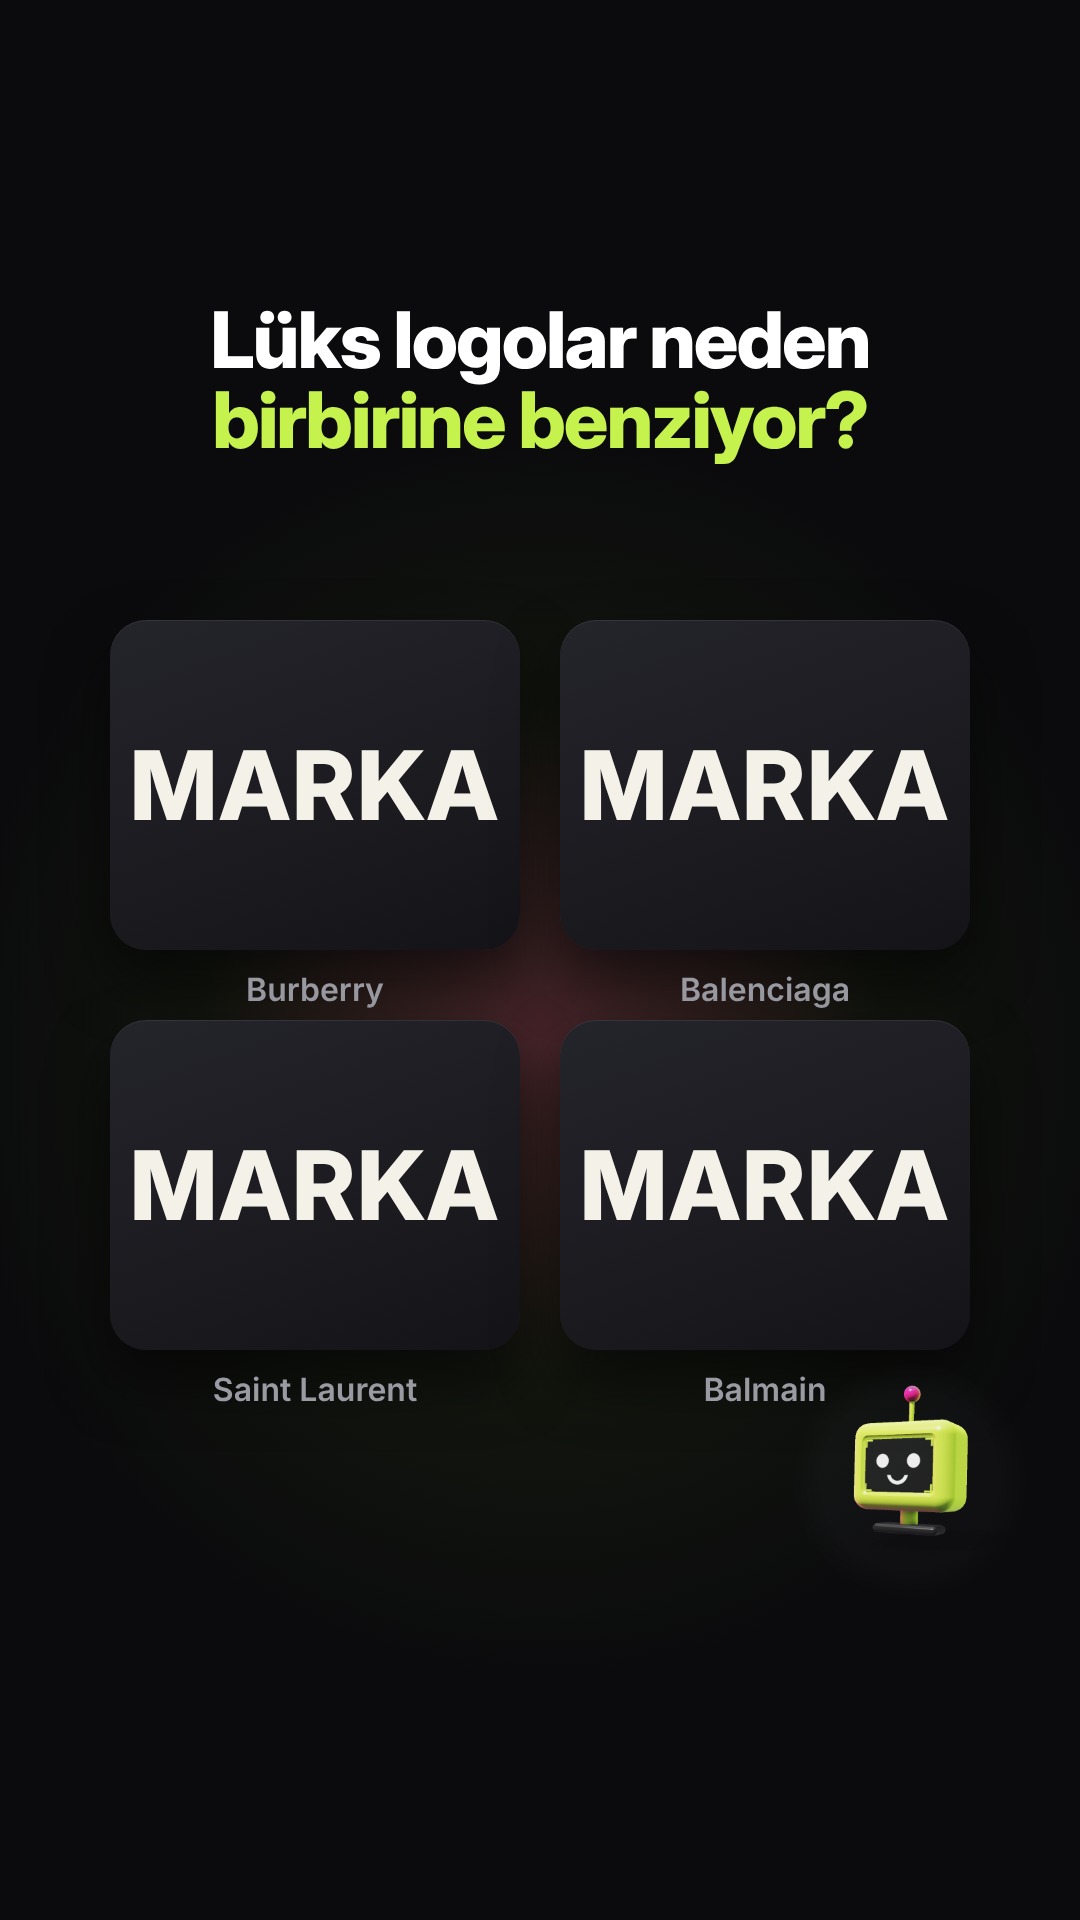 Lüks logolar neden
birbirine benziyor?
MARKA
MARKA
Burberry
Balenciaga
MARKA
MARKA
Saint Laurent
Balmain